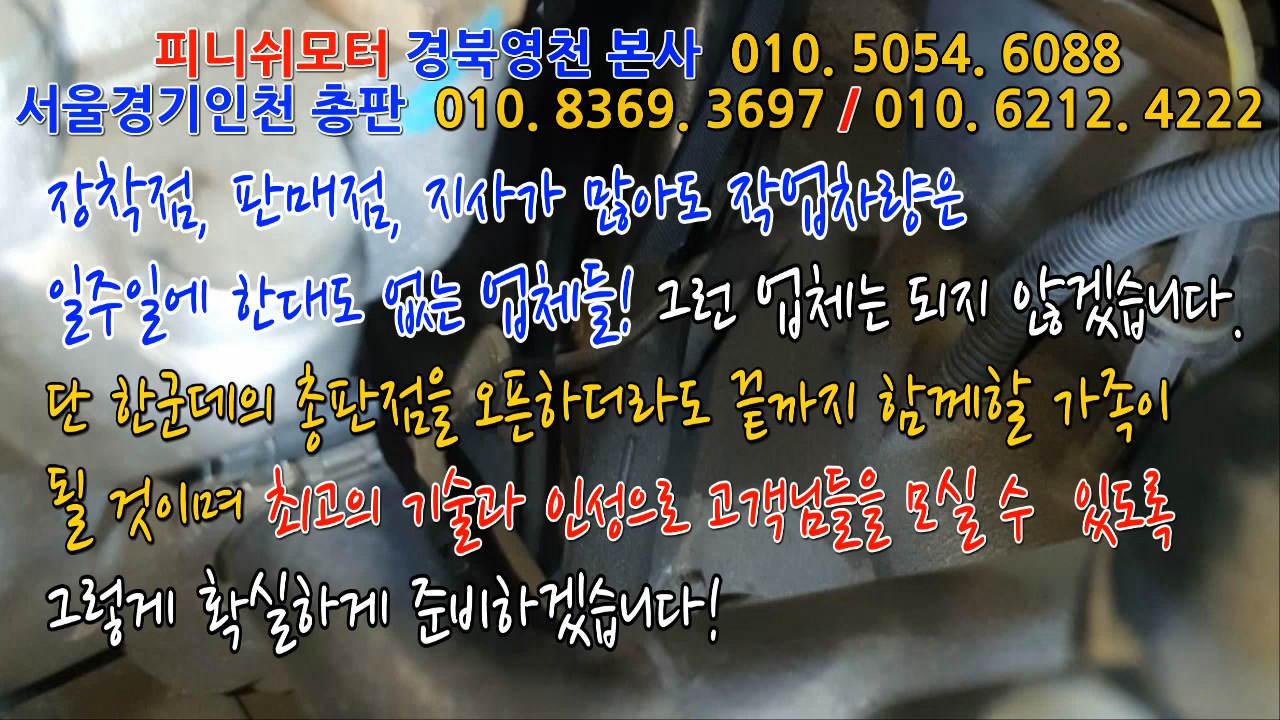 피니쉬모터 경북영천 본사 010. 5054. 6088
서울경기인천 총판 010. 8369. 3697 / 010. 6212. 4222
장착점, 판매점, 지사가 많아도 작업차량은
일주일에 한대도 없는 업체들! 그런 업체는 되지 않겠습니다.
단 한군데의 총판점을 오픈하더라도 끝까지 함께할 가족이
될 것이며 최고의 기술과 인성으로 고객님들을 모실 수 있도록
그렇게 확실하게 준비하겠습니다!